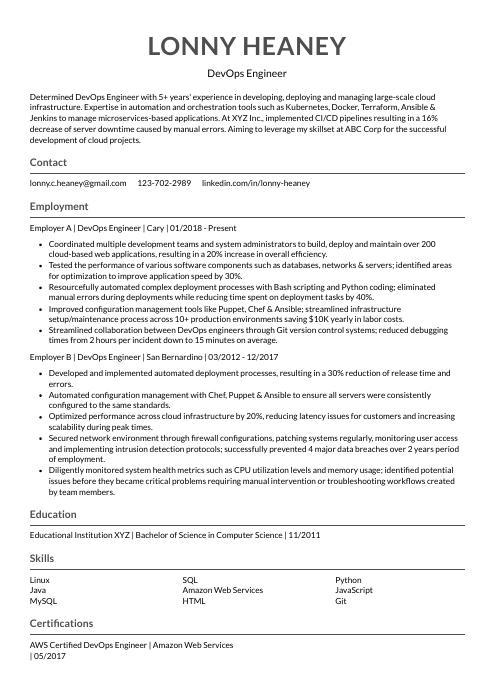 LONNY HEANEY
DevOps Engineer
Determined DevOps Engineer with 5+ years' experience in developing, deploying and managing large-scale cloud
infrastructure. Expertise in automation and orchestration tools such as Kubernetes, Docker, Terraform, Ansible &
Jenkins to manage microservices-based applications. At XYZ Inc., implemented CI/CD pipelines resulting in a 16%
decrease of server downtime caused by manual errors. Aiming to leverage my skillset at ABC Corp for the successful
development of cloud projects.
Contact
lonny.c.heaney@gmail.com 123-702-2989 linkedin.com/in/lonny-heaney
Employment
Employer A | DevOps Engineer | Cary | 01/2018 - Present
• Coordinated multiple development teams and system administrators to build, deploy and maintain over 200
cloud-based web applications, resulting in a 20% increase in overall efficiency.
• Tested the performance of various software components such as databases, networks & servers; identified areas
for optimization to improve application speed by 30%.
• Resourcefully automated complex deployment processes with Bash scripting and Python coding; eliminated
manual errors during deployments while reducing time spent on deployment tasks by 40%.
• Improved configuration management tools like Puppet, Chef & Ansible; streamlined infrastructure
setup/maintenance process across 10+ production environments saving $10K yearly in labor costs.
• Streamlined collaboration between DevOps engineers through Git version control systems; reduced debugging
times from 2 hours per incident down to 15 minutes on average.
Employer B | DevOps Engineer | San Bernardino | 03/2012 - 12/2017
• Developed and implemented automated deployment processes, resulting in a 30% reduction of release time and
errors.
• Automated configuration management with Chef, Puppet & Ansible to ensure all servers were consistently
configured to the same standards.
• Optimized performance across cloud infrastructure by 20%, reducing latency issues for customers and increasing
scalability during peak times.
• Secured network environment through firewall configurations, patching systems regularly, monitoring user access
and implementing intrusion detection protocols; successfully prevented 4 major data breaches over 2 years period
of employment.
• Diligently monitored system health metrics such as CPU utilization levels and memory usage; identified potential
issues before they became critical problems requiring manual intervention or troubleshooting workflows created
by team members.
Education
Educational Institution XYZ | Bachelor of Science in Computer Science | 11/2011
Skills
Linux SQL Python
Java Amazon Web Services JavaScript
MySQL HTML Git
Certifications
AWS Certified DevOps Engineer | Amazon Web Services
| 05/2017